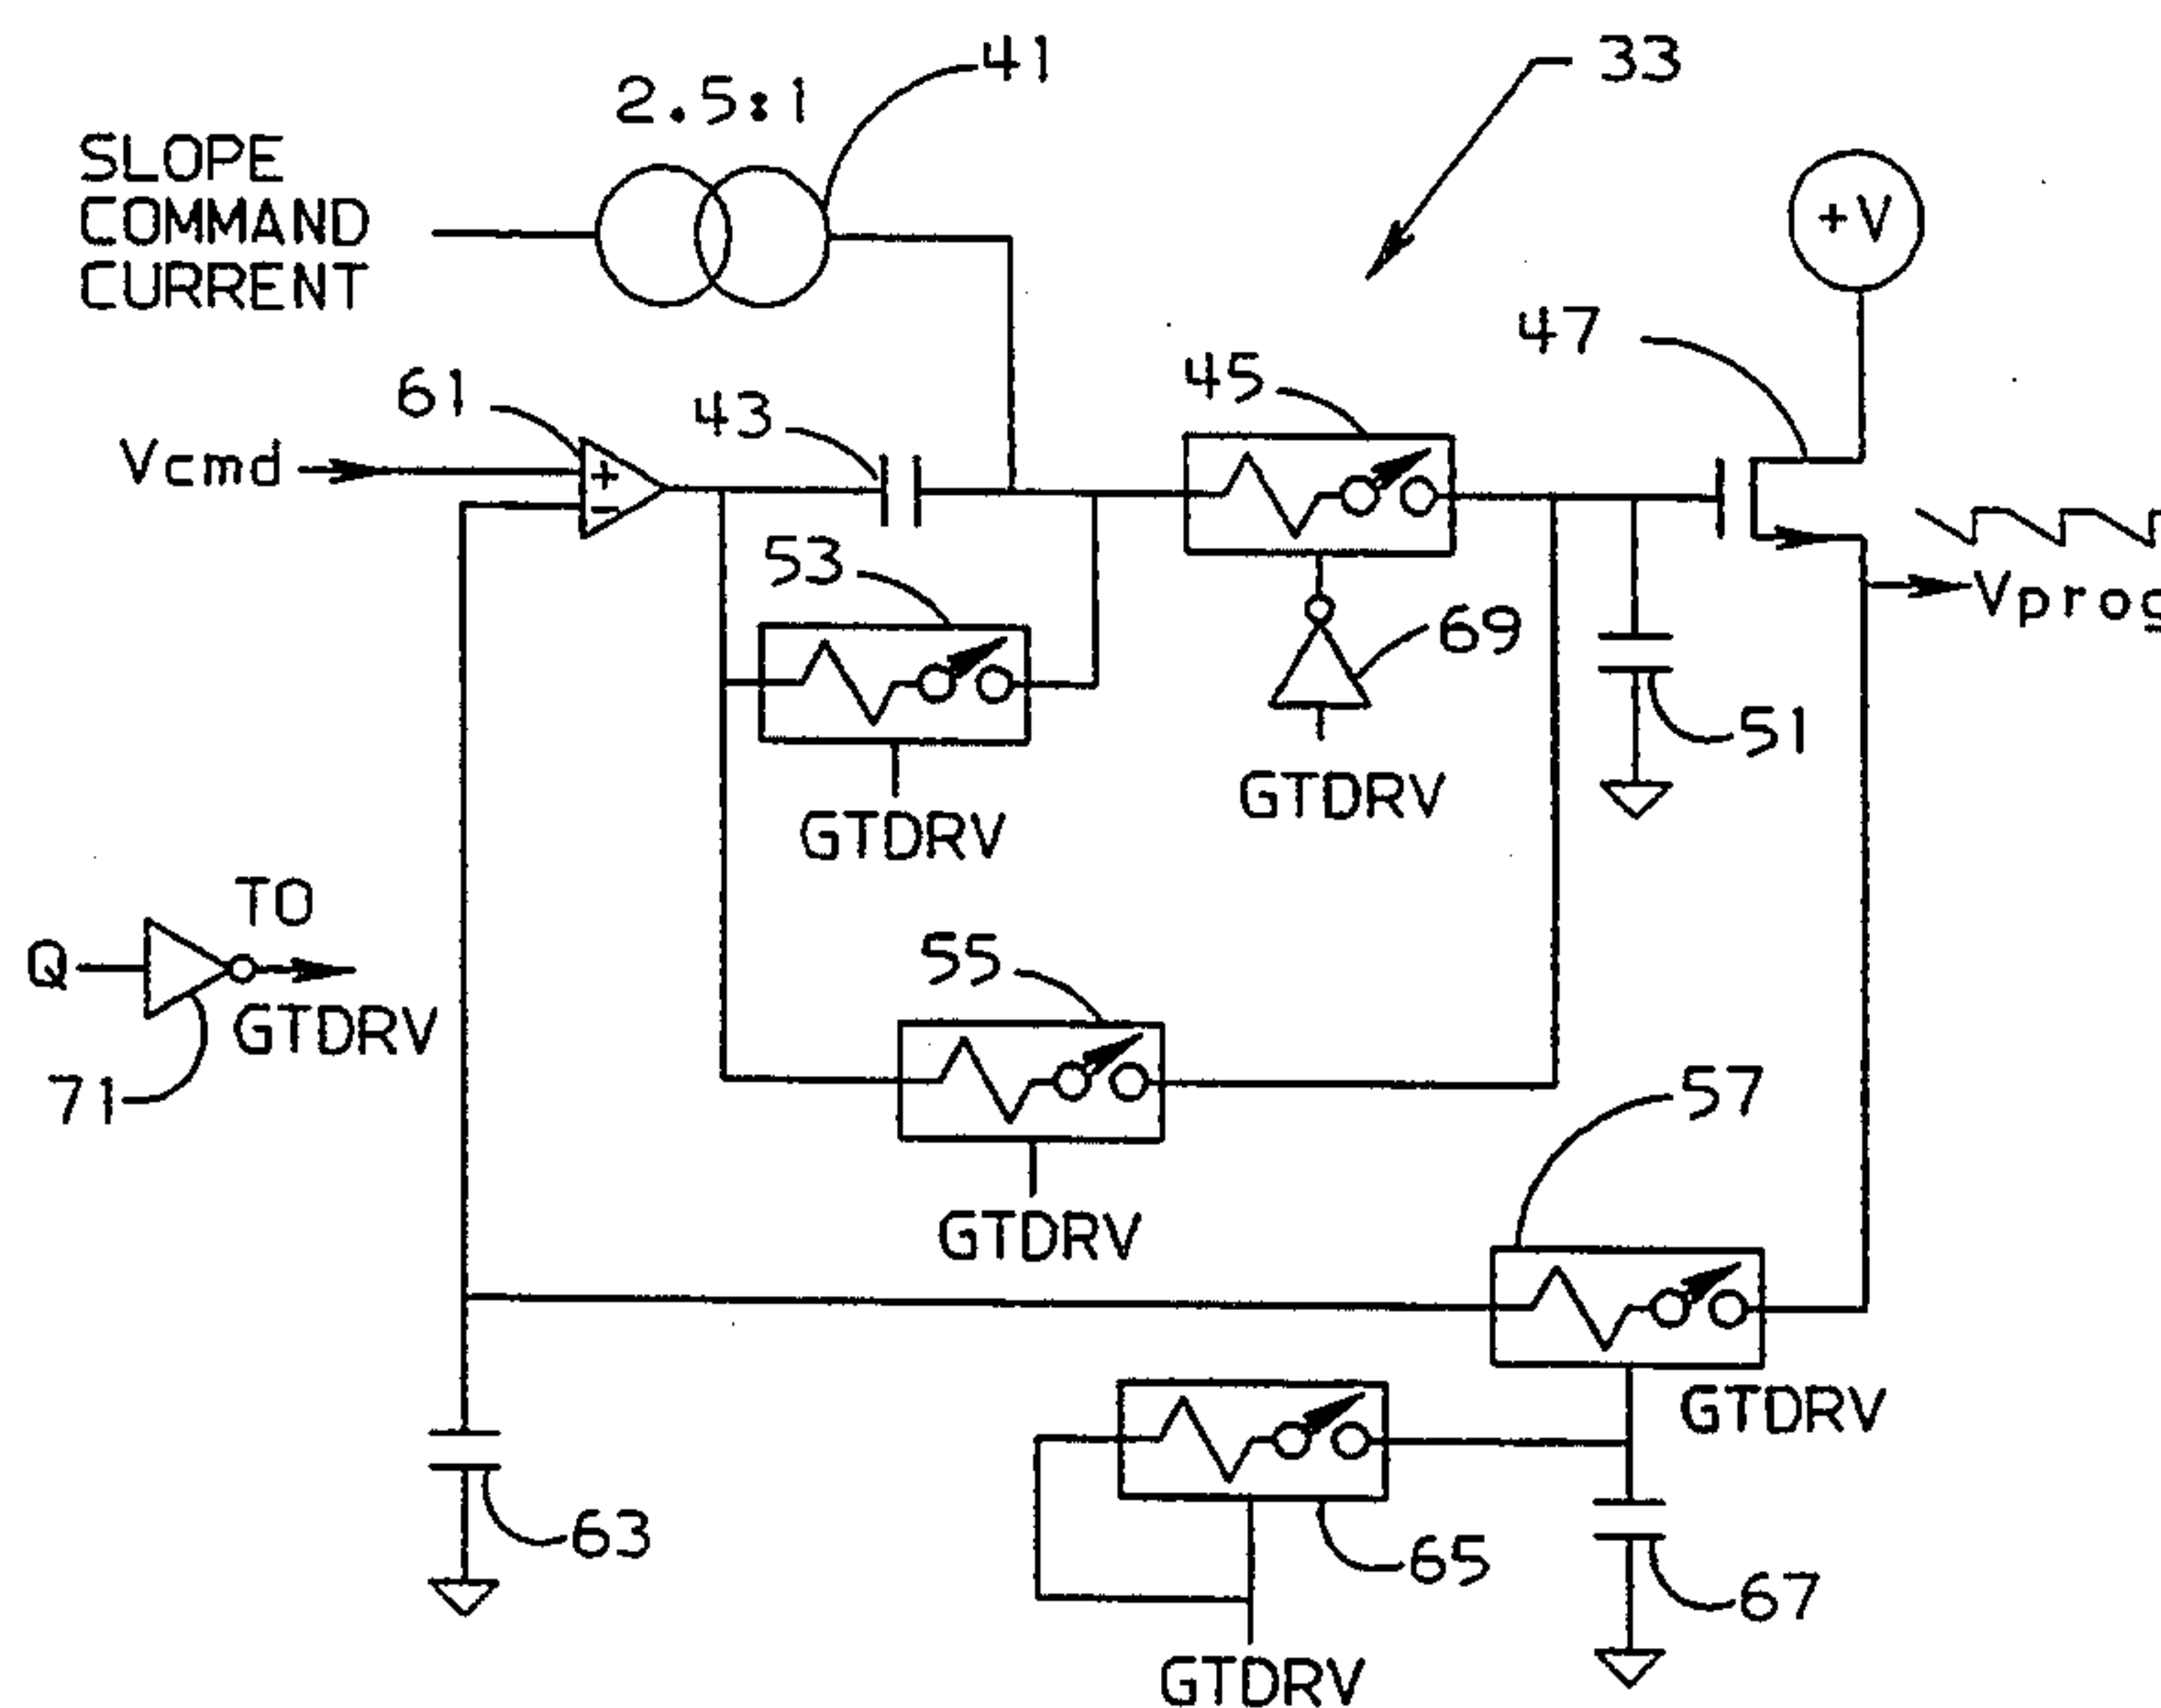 41
33
2.5:1
SLOPE
COMMAND
CURRENT
+V
47
45
61
43
Vcmd
+
-
53
Vprog
69
51
GTDRV
GTDRV
TO
Q
GTDRV
71
55
57
GTDRV
GTDRV
63
65
67
GTDRV